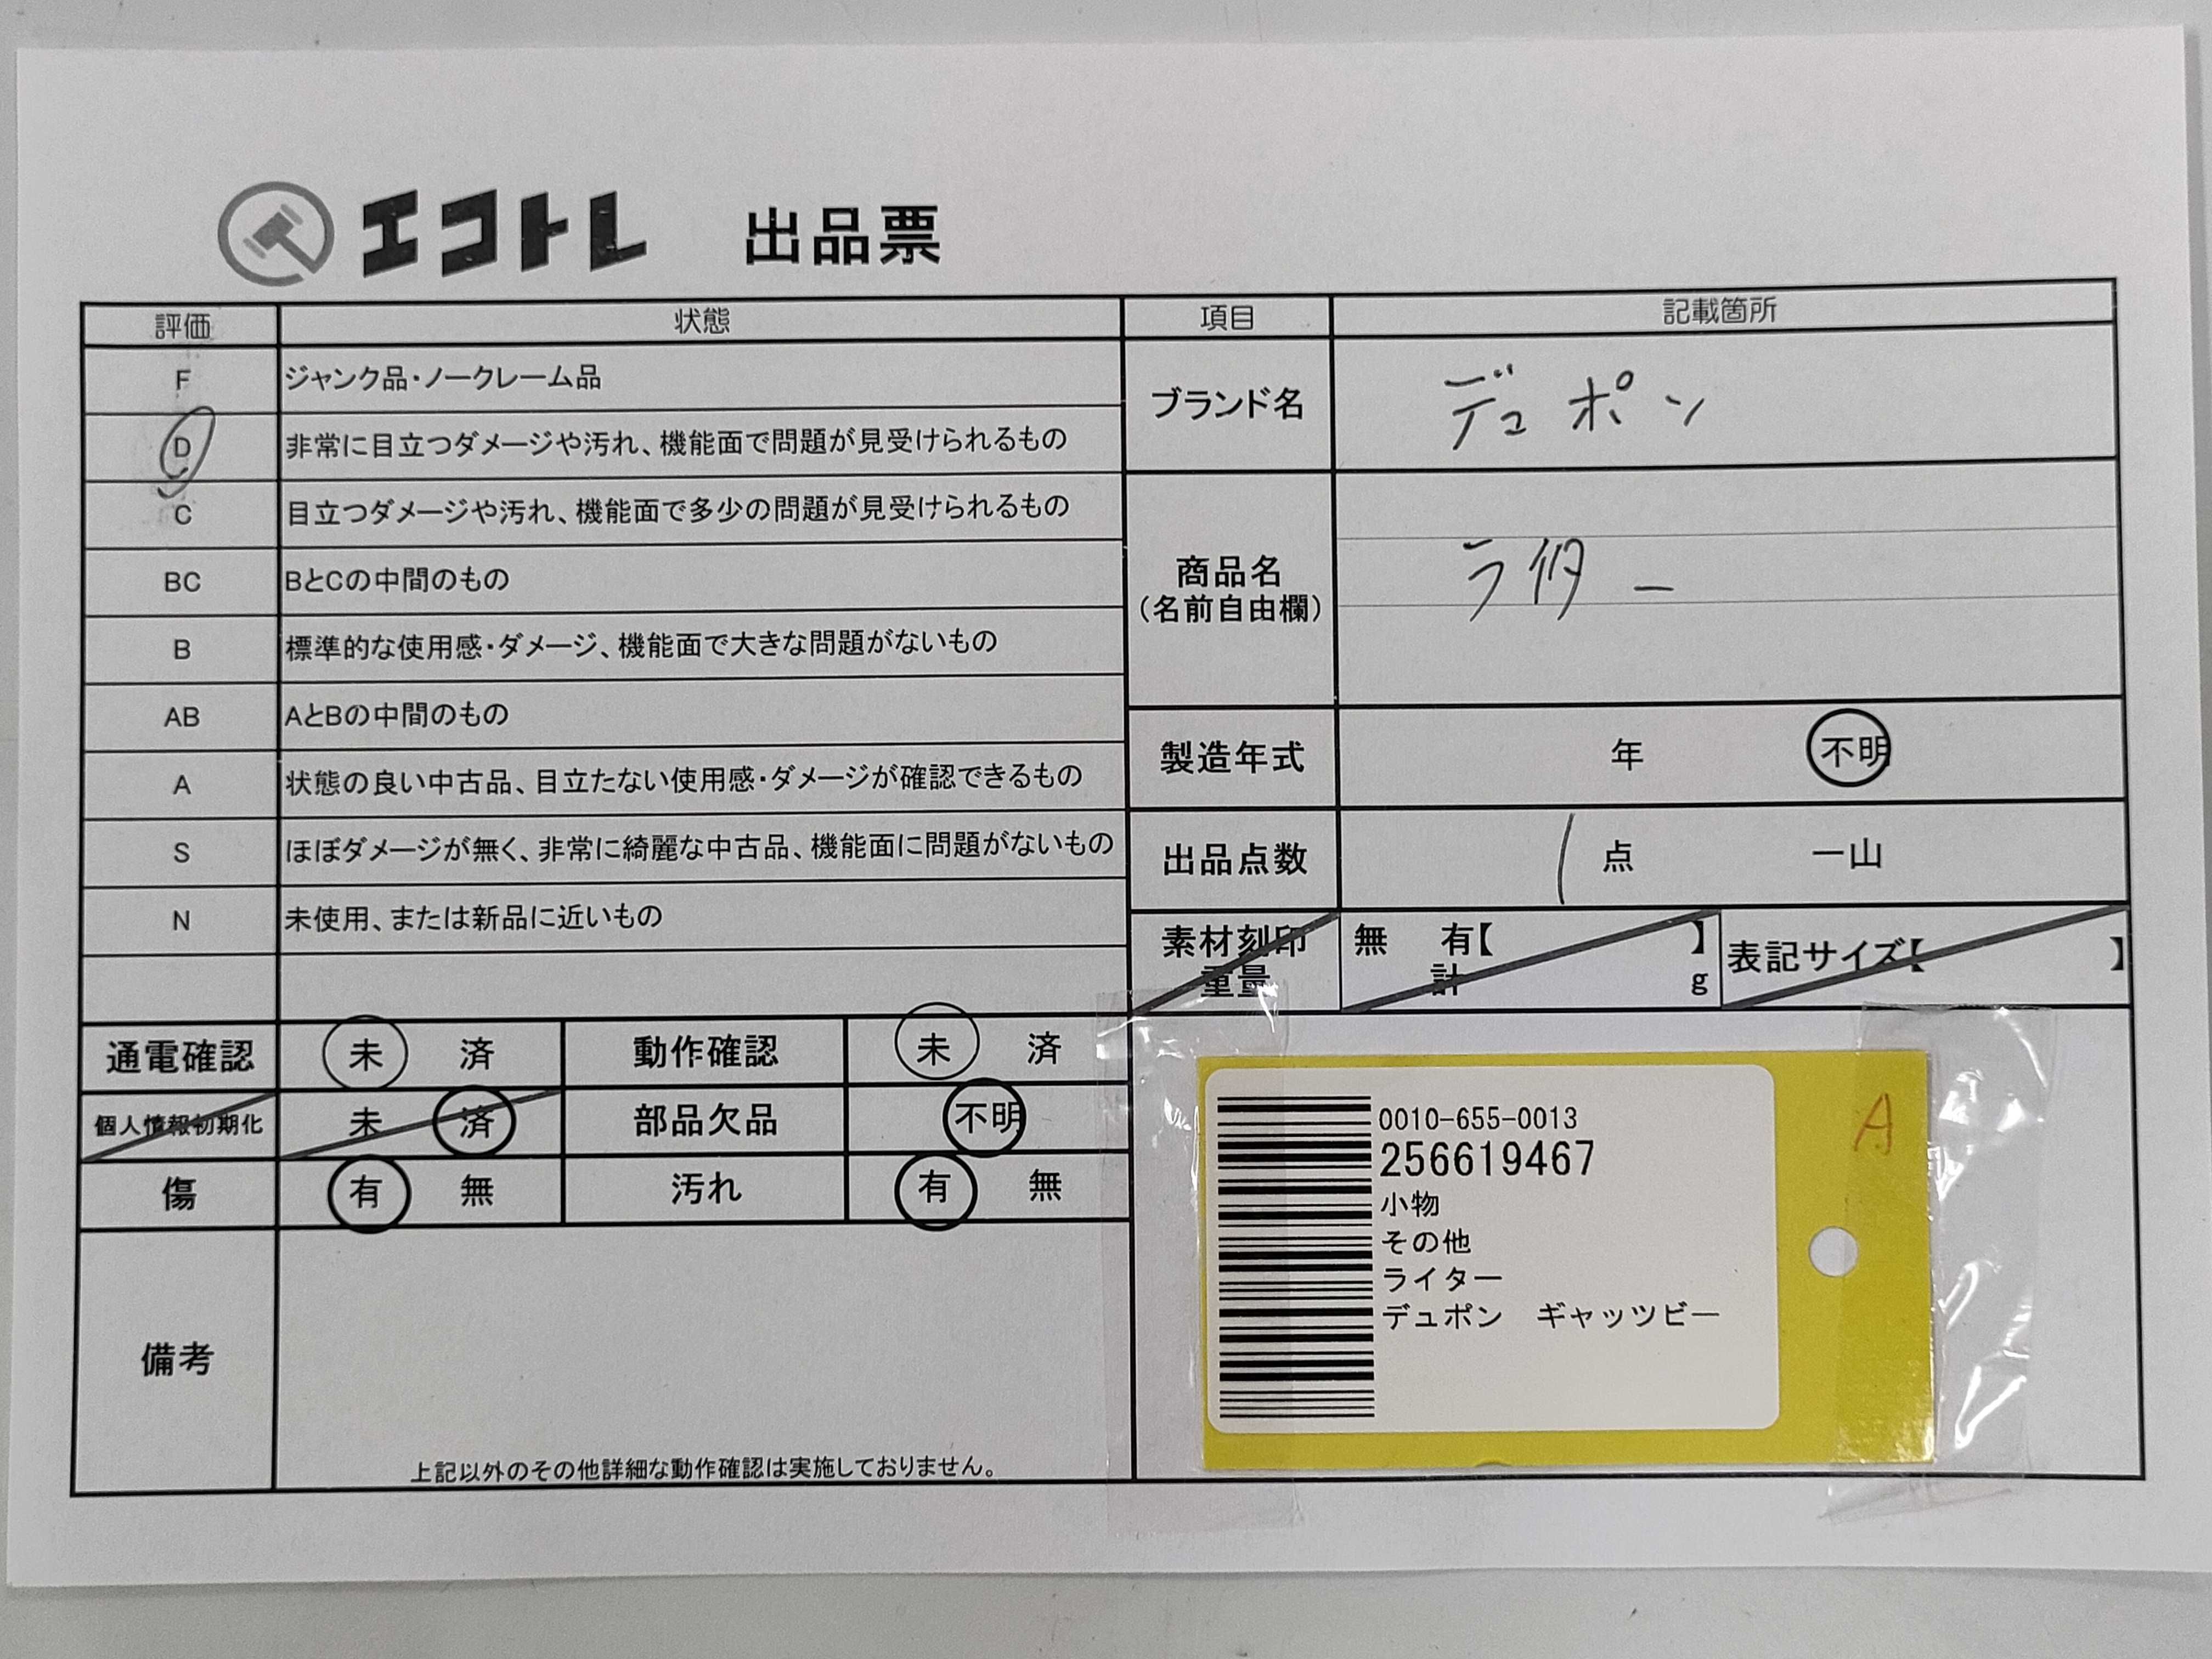 エコトレ 出品票
評価 状態
F ジャンク品・ノークレーム品
D 非常に目立つダメージや汚れ、機能面で問題が見受けられるもの
C 目立つダメージや汚れ、機能面で多少の問題が見受けられるもの
BC BとCの中間のもの
B 標準的な使用感・ダメージ、機能面で大きな問題がないもの
AB AとBの中間のもの
A 状態の良い中古品、目立たない使用感・ダメージが確認できるもの
S ほぼダメージが無く、非常に綺麗な中古品、機能面に問題がないもの
N 未使用、または新品に近いもの
通電確認 未 済 動作確認 未 済
個人情報初期化 未 済 部品欠品 不明
傷 有 無 汚れ 有 無
備考
上記以外のその他詳細な動作確認は実施しておりません。
項目 記載箇所
ブランド名 デュポン
商品名
(名前自由欄)
ライター
製造年式 年 不明
出品点数 1 点 一山
素材刻印 無 有【 】 表記サイズ【 】
重量 計 g
0010-655-0013
256619467
小物
その他
ライター
デュポン ギャッツビー
A